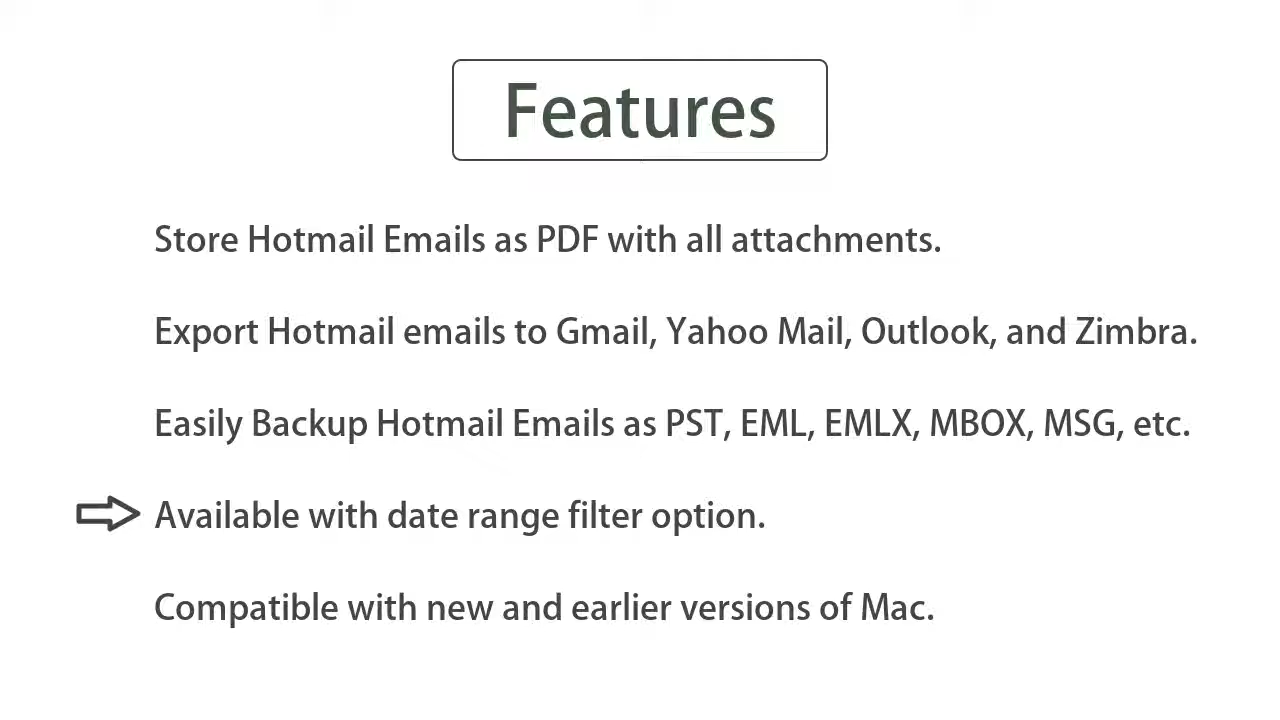 Features
Store Hotmail Emails as PDF with all attachments.
Export Hotmail emails to Gmail, Yahoo Mail, Outlook, and Zimbra.
Easily Backup Hotmail Emails as PST, EML, EMLX, MBOX, MSG, etc.
Available with date range filter option.
Compatible with new and earlier versions of Mac.